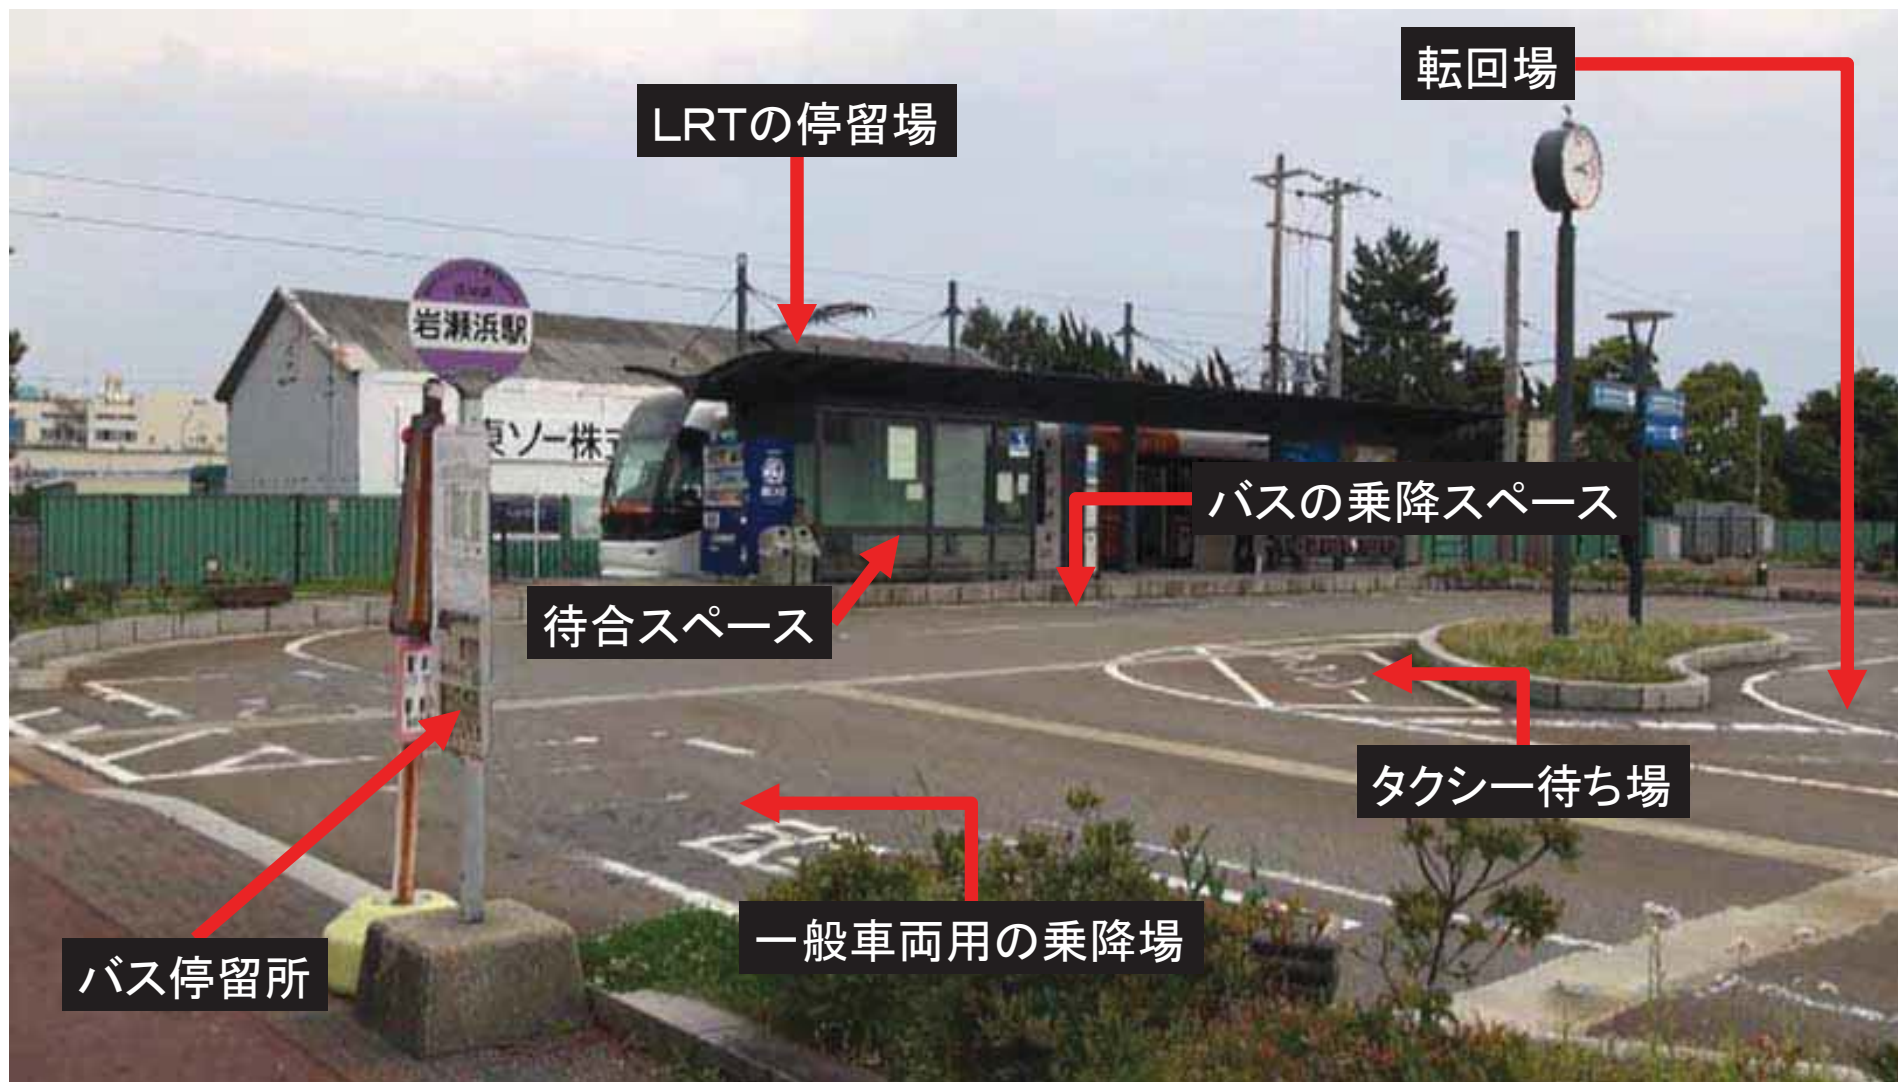 転回場
LRTの停留場
岩瀬浜駅
東ソー株式
バスの乗降スペース
待合スペース
タクシー待ち場
一般車両用の乗降場
バス停留所